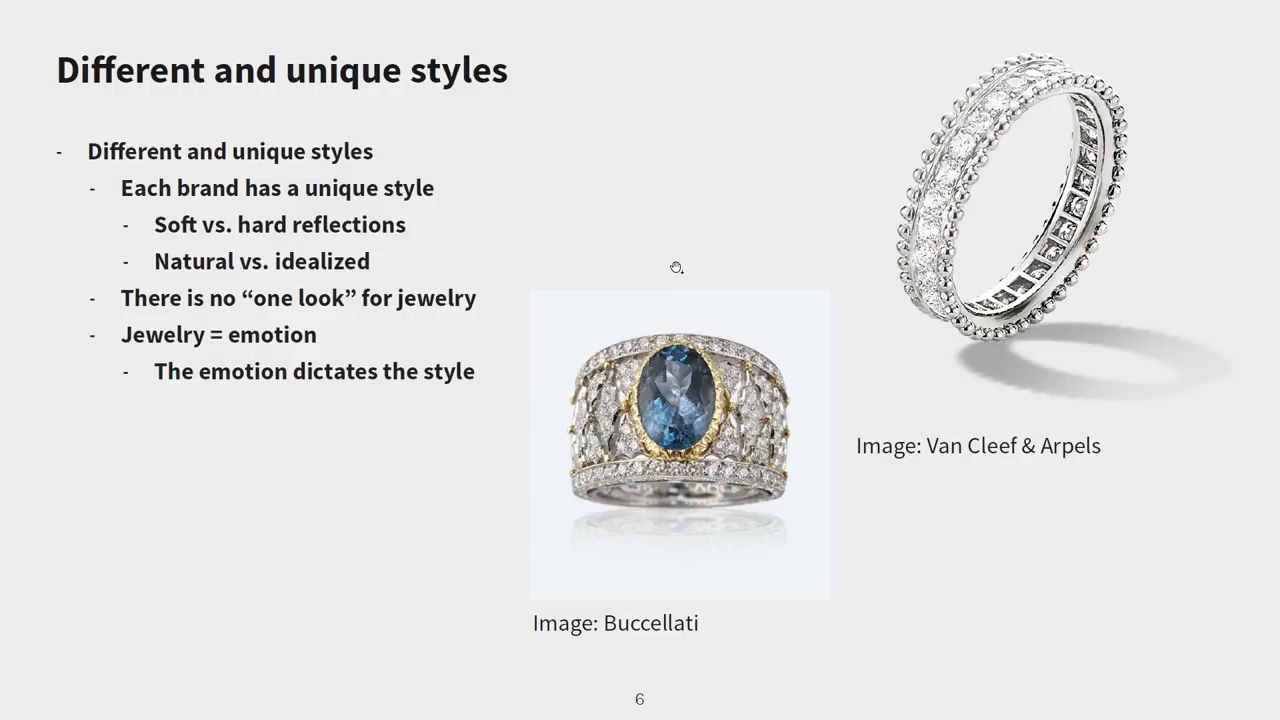 Different and unique styles
- Different and unique styles
- Each brand has a unique style
- Soft vs. hard reflections
- Natural vs. idealized
- There is no “one look” for jewelry
- Jewelry = emotion
- The emotion dictates the style
Image: Van Cleef & Arpels
Image: Buccellati
6